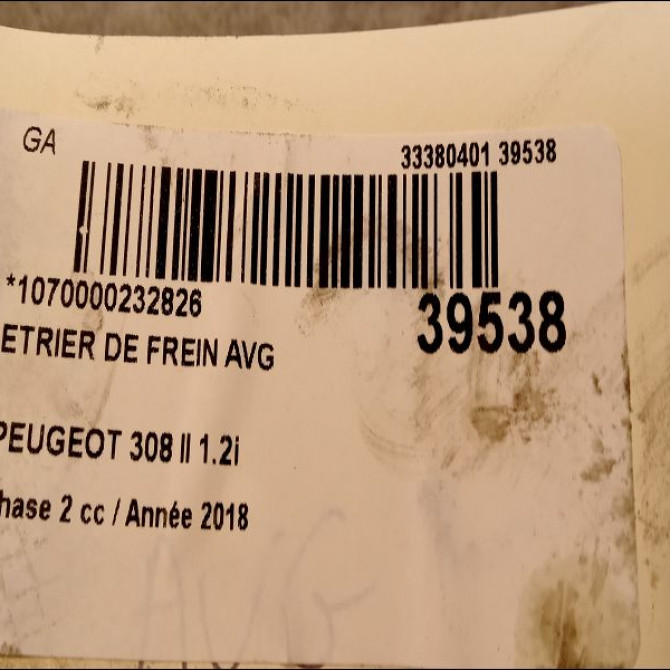 GA
33380401 39538
*1070000232826
39538
ETRIER DE FREIN AVG
PEUGEOT 308 II 1.2i
hase 2 cc / Année 2018
AVG